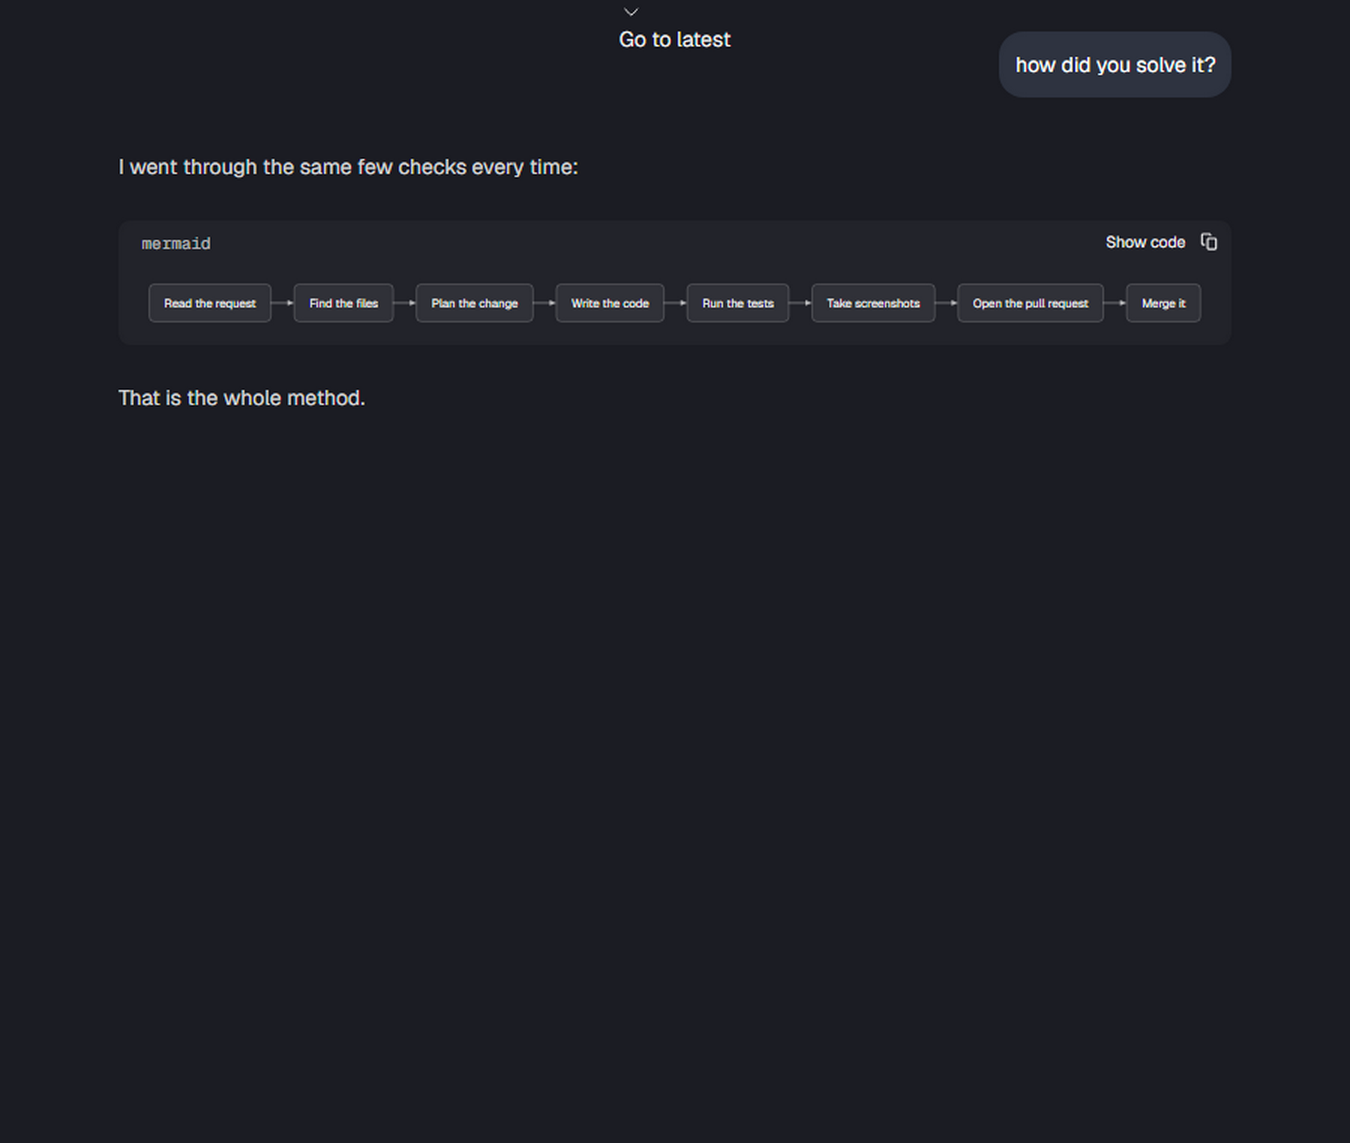 Go to latest
how did you solve it?
I went through the same few checks every time:
mermaid
Show code
Read the request
Find the files
Plan the change
Write the code
Run the tests
Take screenshots
Open the pull request
Merge it
That is the whole method.